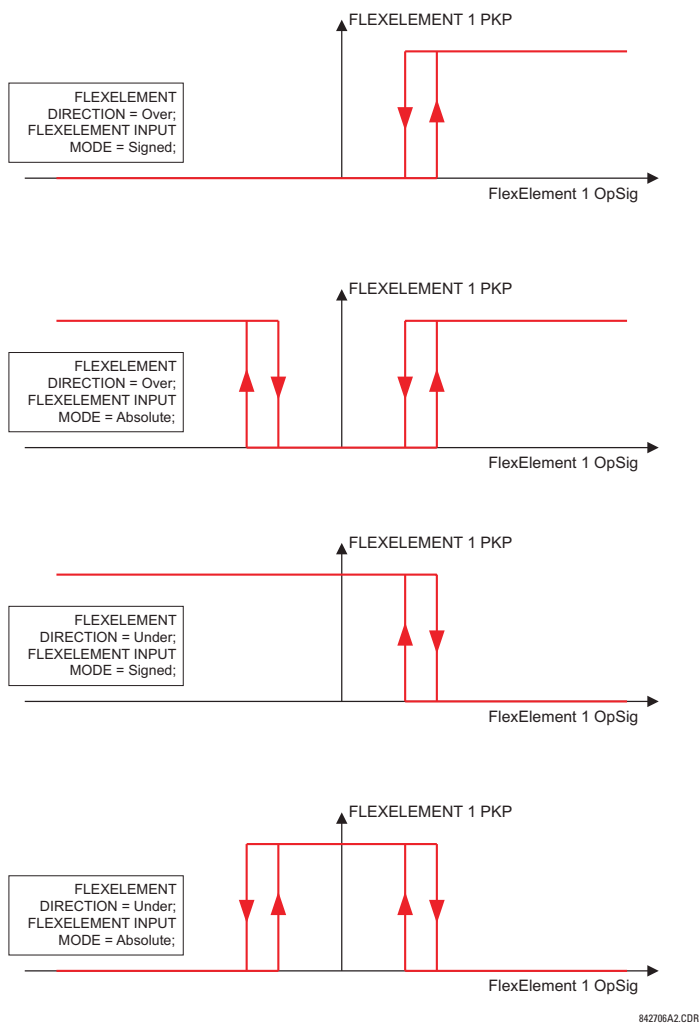 FLEXELEMENT 1 PKP
FLEXELEMENT
DIRECTION = Over;
FLEXELEMENT INPUT
MODE = Signed;
FlexElement 1 OpSig
FLEXELEMENT 1 PKP
FLEXELEMENT
DIRECTION = Over;
FLEXELEMENT INPUT
MODE = Absolute;
FlexElement 1 OpSig
FLEXELEMENT 1 PKP
FLEXELEMENT
DIRECTION = Under;
FLEXELEMENT INPUT
MODE = Signed;
FlexElement 1 OpSig
FLEXELEMENT 1 PKP
FLEXELEMENT
DIRECTION = Under;
FLEXELEMENT INPUT
MODE = Absolute;
FlexElement 1 OpSig
842706A2.CDR